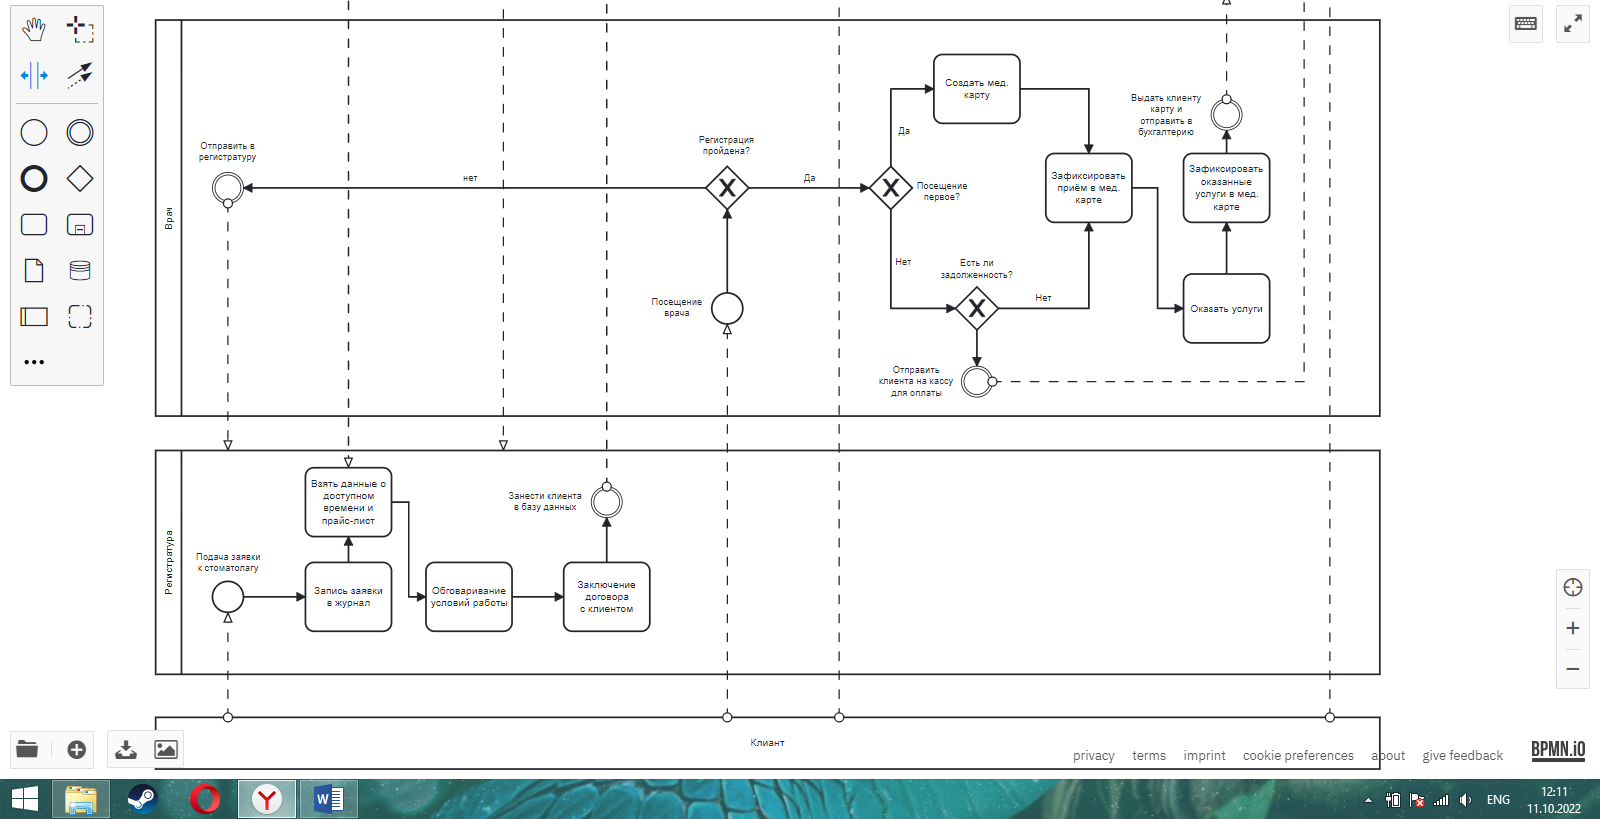 Врач
Отправить в
регистратуру
нет
Регистрация
пройдена?
Да
Посещение
врача
Посещение
первое?
Да
Нет
Создать мед.
карту
Есть ли
задолженность?
Нет
Отправить
клиента на кассу
для оплаты
Зафиксировать
приём в мед.
карте
Выдать клиенту
карту и
отправить в
бухгалтерию
Зафиксировать
оказанные
услуги в мед.
карте
Оказать услуги
Регистратура
Подача заявки
к стоматолагу
Взять данные о
доступном
времени и
прайс-лист
Запись заявки
в журнал
Обговаривание
условий работы
Занести клиента
в базу данных
Заключение
договора
с клиентом
Клиант
privacy terms imprint cookie preferences about give feedback
BPMN.iO
ENG
12:11
11.10.2022